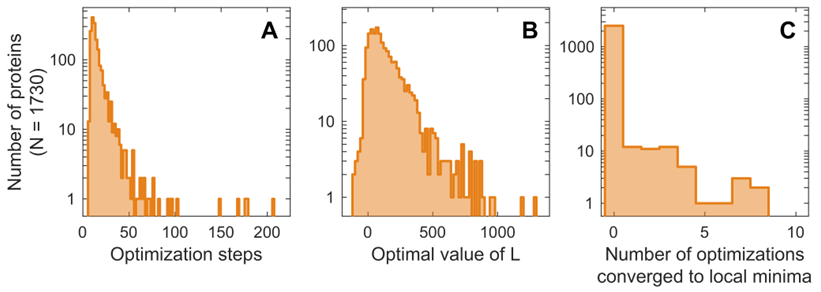 A
B
C
Number of proteins
(N = 1730)
100
10
1
0
50
100
150
200
Optimization steps
100
10
1
0
500
1000
Optimal value of L
1000
100
10
1
0
5
10
Number of optimizations
converged to local minima